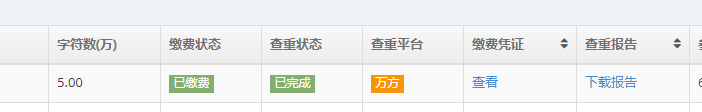 字符数(万) 缴费状态 查重状态 查重平台 缴费凭证 查重报告
5.00 已缴费 已完成 万方 查看 下载报告